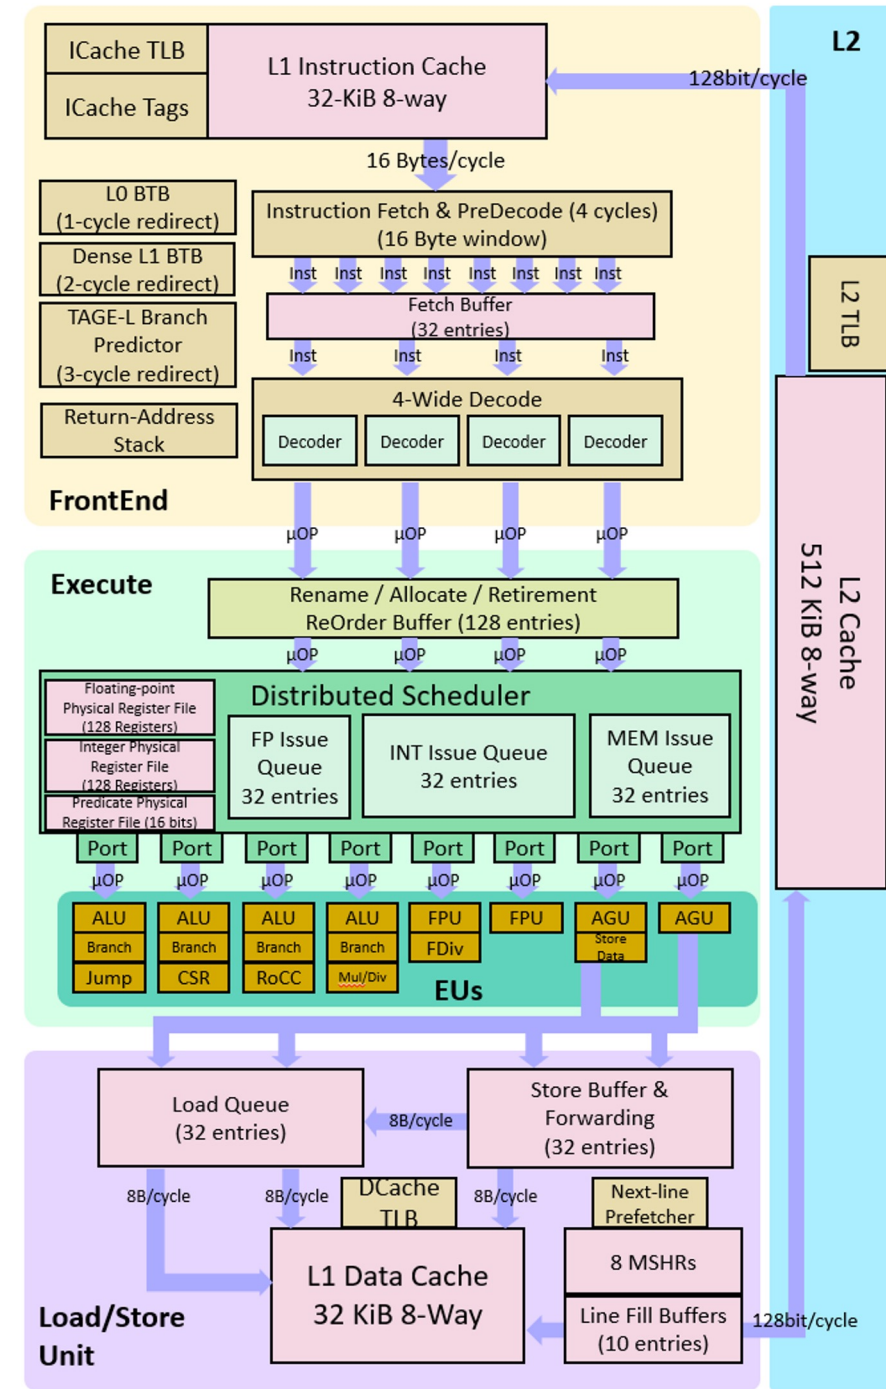 L2
ICache TLB
ICache Tags
L1 Instruction Cache
32-KiB 8-way
128bit/cycle
16 Bytes/cycle
L0 BTB
(1-cycle redirect)
Dense L1 BTB
(2-cycle redirect)
TAGE-L Branch
Predictor
(3-cycle redirect)
Return-Address
Stack
Instruction Fetch & PreDecode (4 cycles)
(16 Byte window)
Inst Inst Inst Inst Inst Inst Inst Inst
Fetch Buffer
(32 entries)
Inst Inst Inst Inst
4-Wide Decode
Decoder Decoder Decoder Decoder
FrontEnd
L2 TLB
L2 Cache
512 KiB 8-way
µOP µOP µOP µOP
Execute
Rename / Allocate / Retirement
ReOrder Buffer (128 entries)
µOP µOP µOP µOP
Distributed Scheduler
Floating-point
Physical Register File
(128 Registers)
Integer Physical
Register File
(128 Registers)
Predicate Physical
Register File (16 bits)
FP Issue
Queue
32 entries
INT Issue Queue
32 entries
MEM Issue
Queue
32 entries
Port Port Port Port Port Port Port Port
µOP µOP µOP µOP µOP µOP µOP µOP
ALU
Branch
Jump
ALU
Branch
CSR
ALU
Branch
RoCC
ALU
Branch
Mul/Div
FPU
FDiv
FPU
AGU
Store
Data
AGU
EUs
Load Queue
(32 entries)
8B/cycle
Store Buffer &
Forwarding
(32 entries)
8B/cycle
8B/cycle
8B/cycle
DCache
TLB
Next-line
Prefetcher
L1 Data Cache
32 KiB 8-Way
8 MSHRs
Line Fill Buffers
(10 entries)
128bit/cycle
Load/Store
Unit